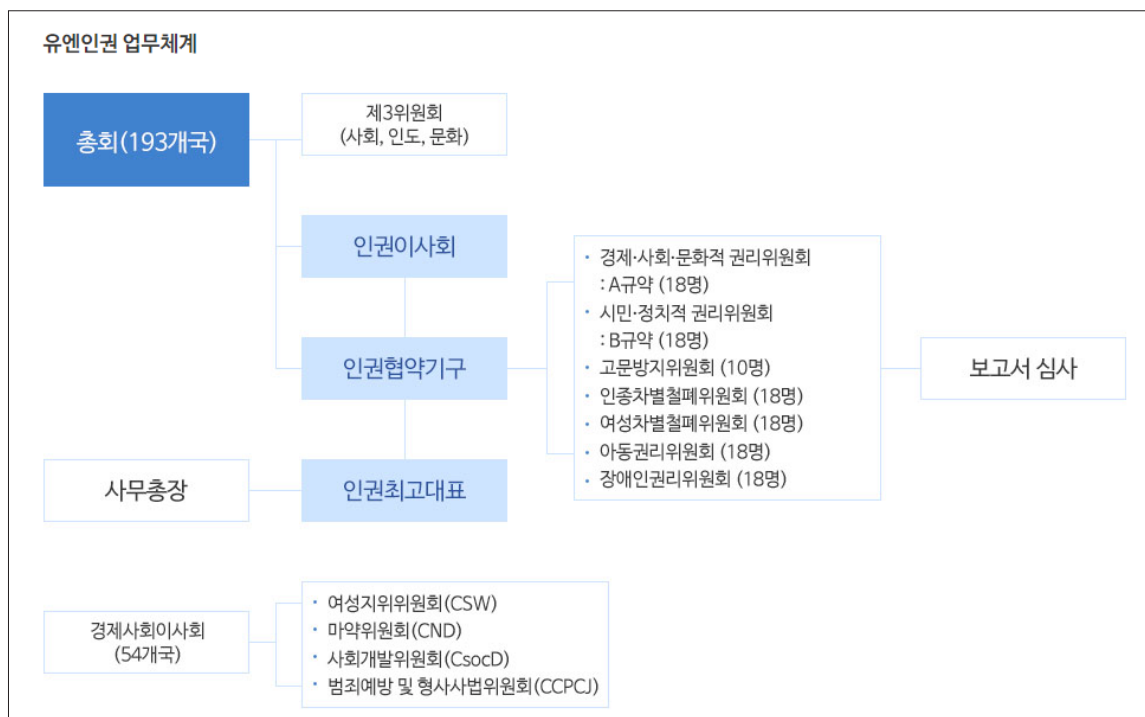 유엔인권 업무체계
총회(193개국)
제3위원회
(사회, 인도, 문화)
인권이사회
인권협약기구
• 경제·사회·문화적 권리위원회
: A규약 (18명)
• 시민·정치적 권리위원회
: B규약 (18명)
• 고문방지위원회 (10명)
• 인종차별철폐위원회 (18명)
• 여성차별철폐위원회 (18명)
• 아동권리위원회 (18명)
• 장애인권리위원회 (18명)
보고서 심사
사무총장
인권최고대표
경제사회이사회
(54개국)
• 여성지위위원회(CSW)
• 마약위원회(CND)
• 사회개발위원회(CsocD)
• 범죄예방 및 형사사법위원회(CCPCJ)